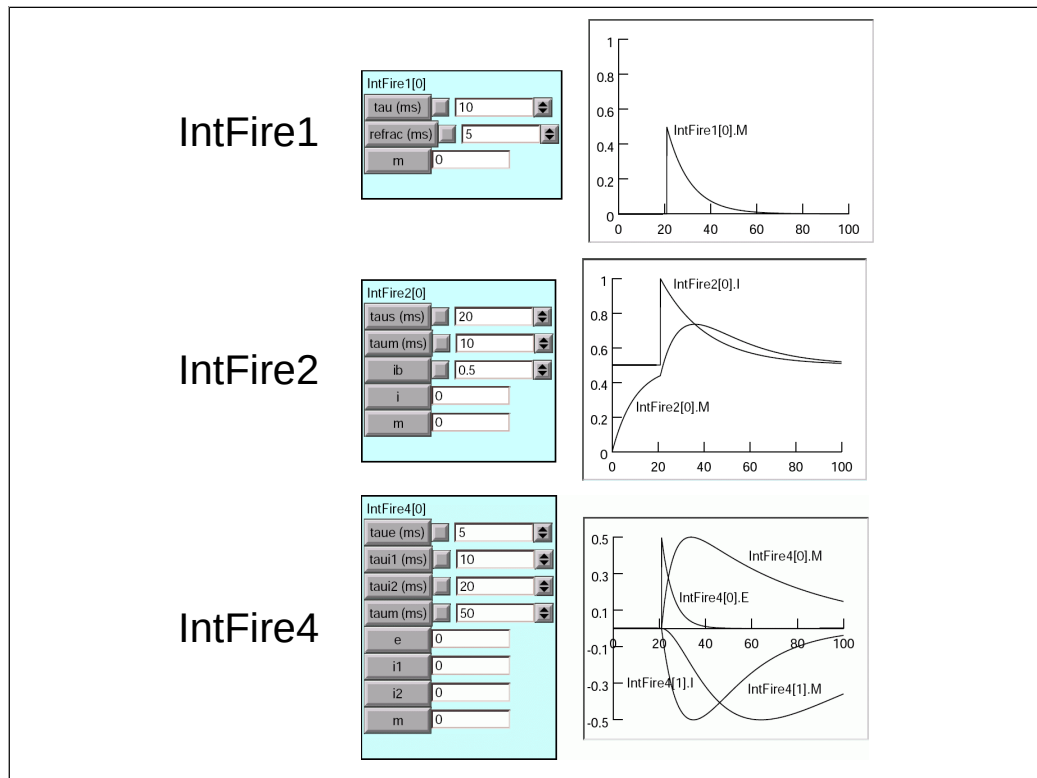 IntFire1
IntFire1[0]
tau (ms) 10
refrac (ms) 5
m 0
1
0.8
0.6
0.4
0.2
0
IntFire1[0].M
0 20 40 60 80 100
IntFire2
IntFire2[0]
taus (ms) 20
taum (ms) 10
ib 0.5
i 0
m 0
1
0.8
0.6
0.4
0.2
0
IntFire2[0].I
IntFire2[0].M
0 20 40 60 80 100
IntFire4
IntFire4[0]
taue (ms) 5
taui1 (ms) 10
taui2 (ms) 20
taum (ms) 50
e 0
i1 0
i2 0
m 0
0.5
0.3
0.1
-0.1
-0.3
-0.5
IntFire4[0].M
IntFire4[0].E
0 20 40 60 80 100
IntFire4[1].I
IntFire4[1].M